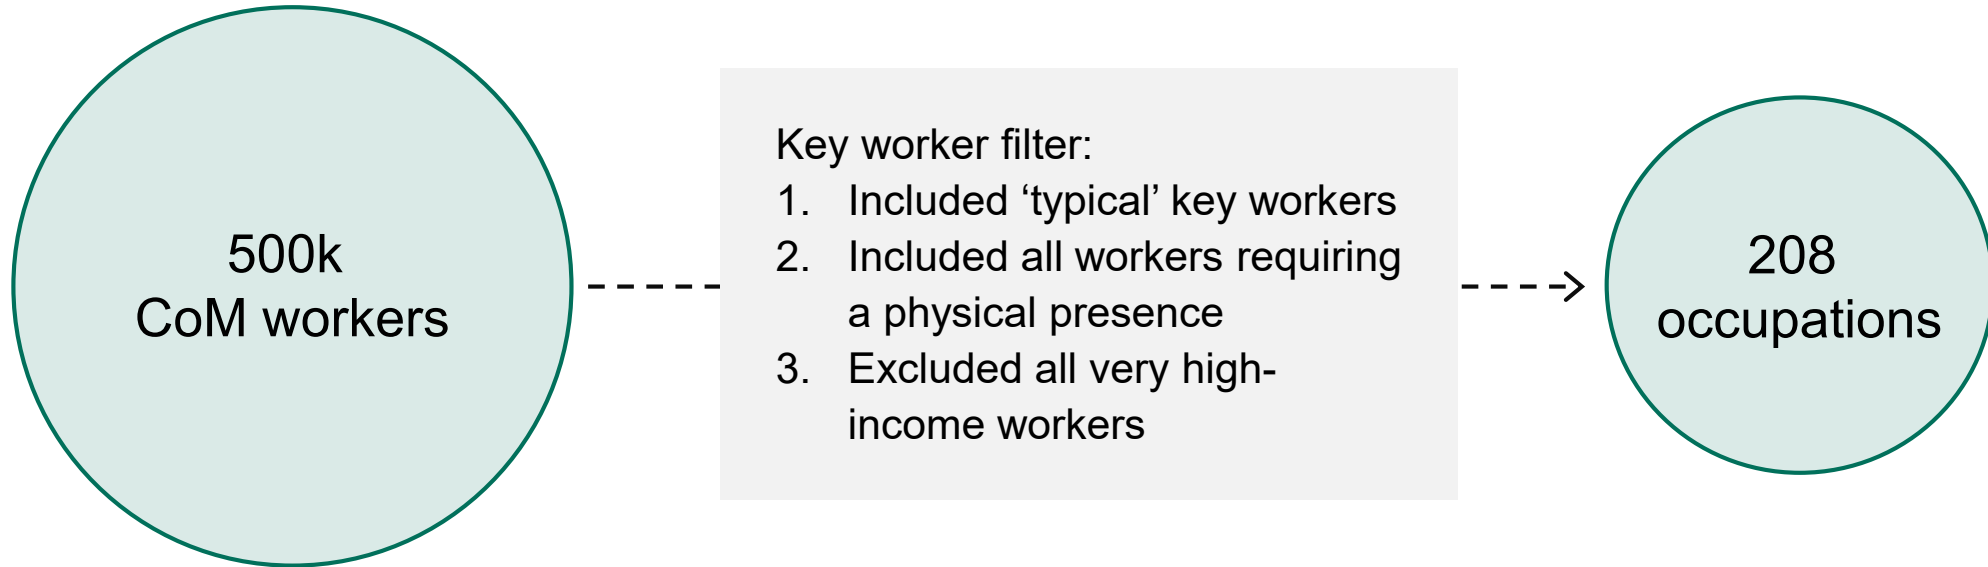 500k
CoM workers
Key worker filter:
1. Included ‘typical’ key workers
2. Included all workers requiring
a physical presence
3. Excluded all very high-
income workers
208
occupations